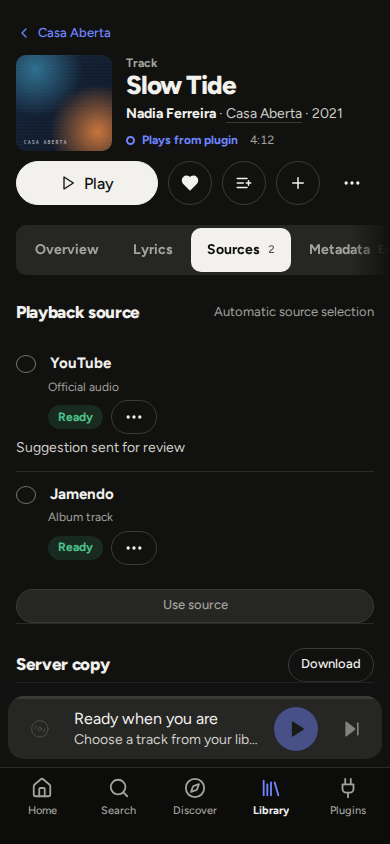 Casa Aberta
CASA ABERTA
Track
Slow Tide
Nadia Ferreira · Casa Aberta · 2021
Plays from plugin 4:12
Play
Overview Lyrics Sources 2 Metadata
Playback source Automatic source selection
YouTube
Official audio
Ready
Suggestion sent for review
Jamendo
Album track
Ready
Use source
Server copy Download
Ready when you are
Choose a track from your lib...
Home Search Discover Library Plugins